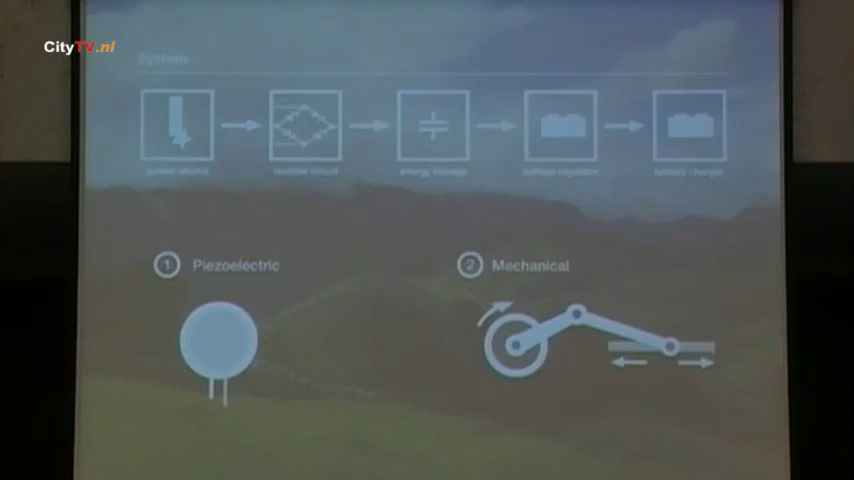 CityTV.nl
System
power source
rectifier circuit
energy storage
voltage regulator
battery charger
1 Piezoelectric
2 Mechanical